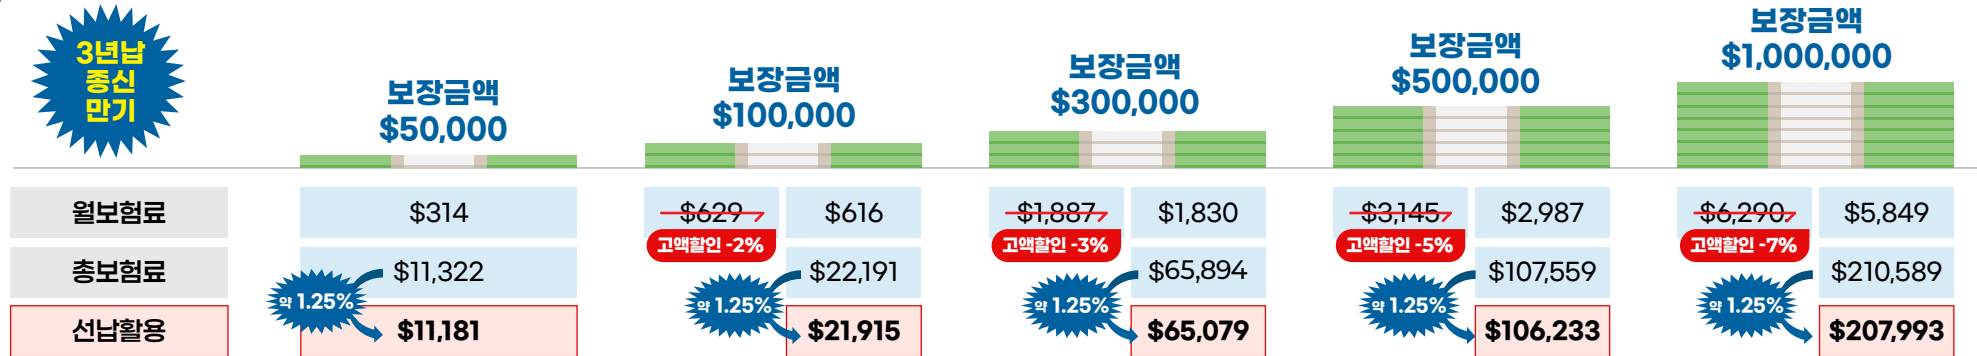 3년납
종신
만기
보장금액
$50,000
보장금액
$100,000
보장금액
$300,000
보장금액
$500,000
보장금액
$1,000,000
월보험료
$314
$629
$616
$1,887
$1,830
$3,145
$2,987
$6,290
$5,849
고액할인 -2%
고액할인 -3%
고액할인 -5%
고액할인 -7%
총보험료
$11,322
$22,191
$65,894
$107,559
$210,589
약 1.25%
약 1.25%
약 1.25%
약 1.25%
약 1.25%
선납활용
$11,181
$21,915
$65,079
$106,233
$207,993